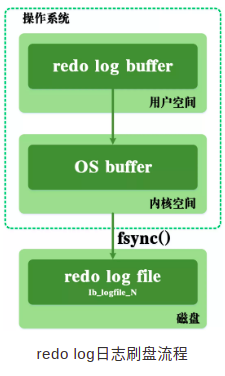 操作系统
redo log buffer
用户空间
OS buffer
内核空间
fsync()
redo log file
Ib_logfile_N
磁盘
redo log日志刷盘流程